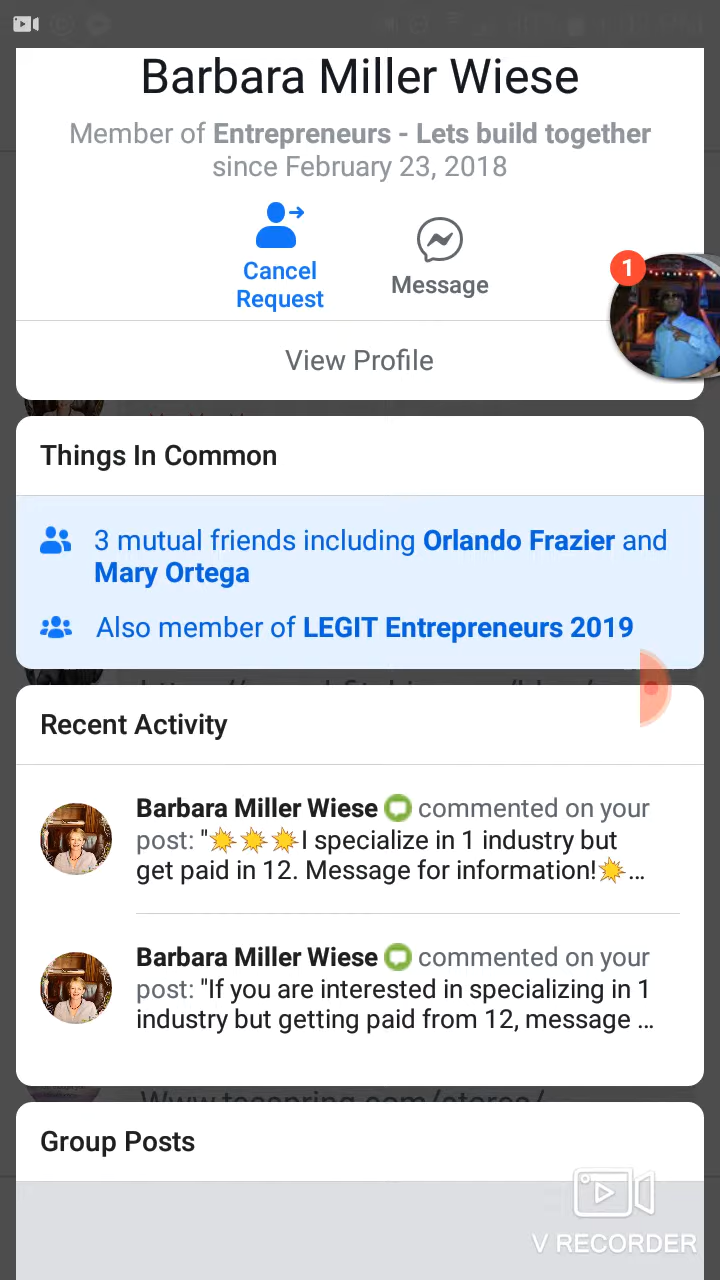 Barbara Miller Wiese
Member of Entrepreneurs - Lets build together
since February 23, 2018
Cancel
Request
Message
1
View Profile
Things In Common
3 mutual friends including Orlando Frazier and
Mary Ortega
Also member of LEGIT Entrepreneurs 2019
Recent Activity
Barbara Miller Wiese commented on your
post: "💥💥💥I specialize in 1 industry but
get paid in 12. Message for information!💥...
Barbara Miller Wiese commented on your
post: "If you are interested in specializing in 1
industry but getting paid from 12, message ...
Group Posts
V RECORDER